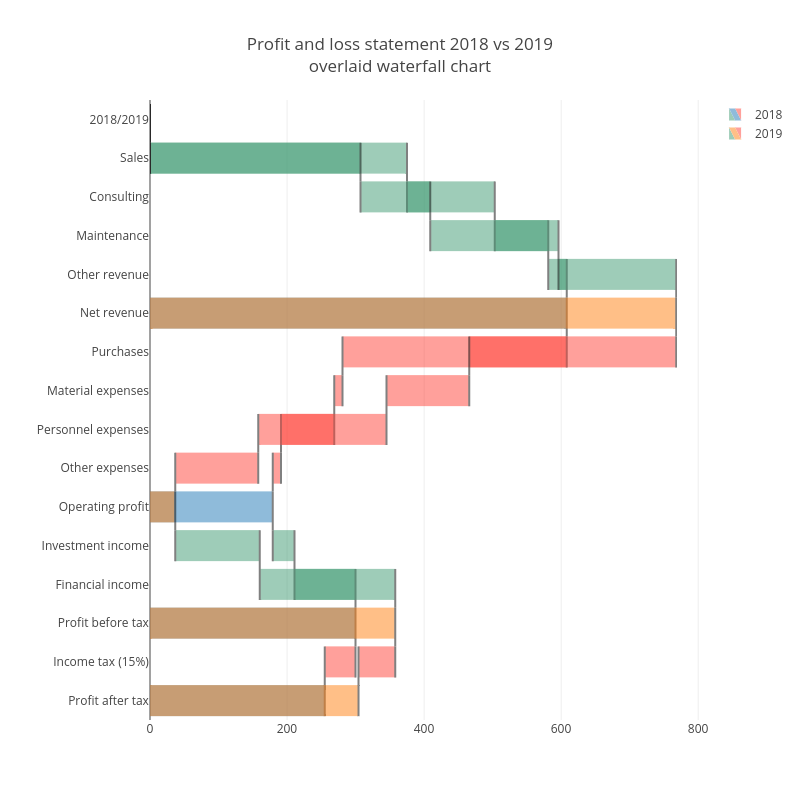 Profit and loss statement 2018 vs 2019
overlaid waterfall chart
2018
2019
2018/2019
Sales
Consulting
Maintenance
Other revenue
Net revenue
Purchases
Material expenses
Personnel expenses
Other expenses
Operating profit
Investment income
Financial income
Profit before tax
Income tax (15%)
Profit after tax
0 200 400 600 800